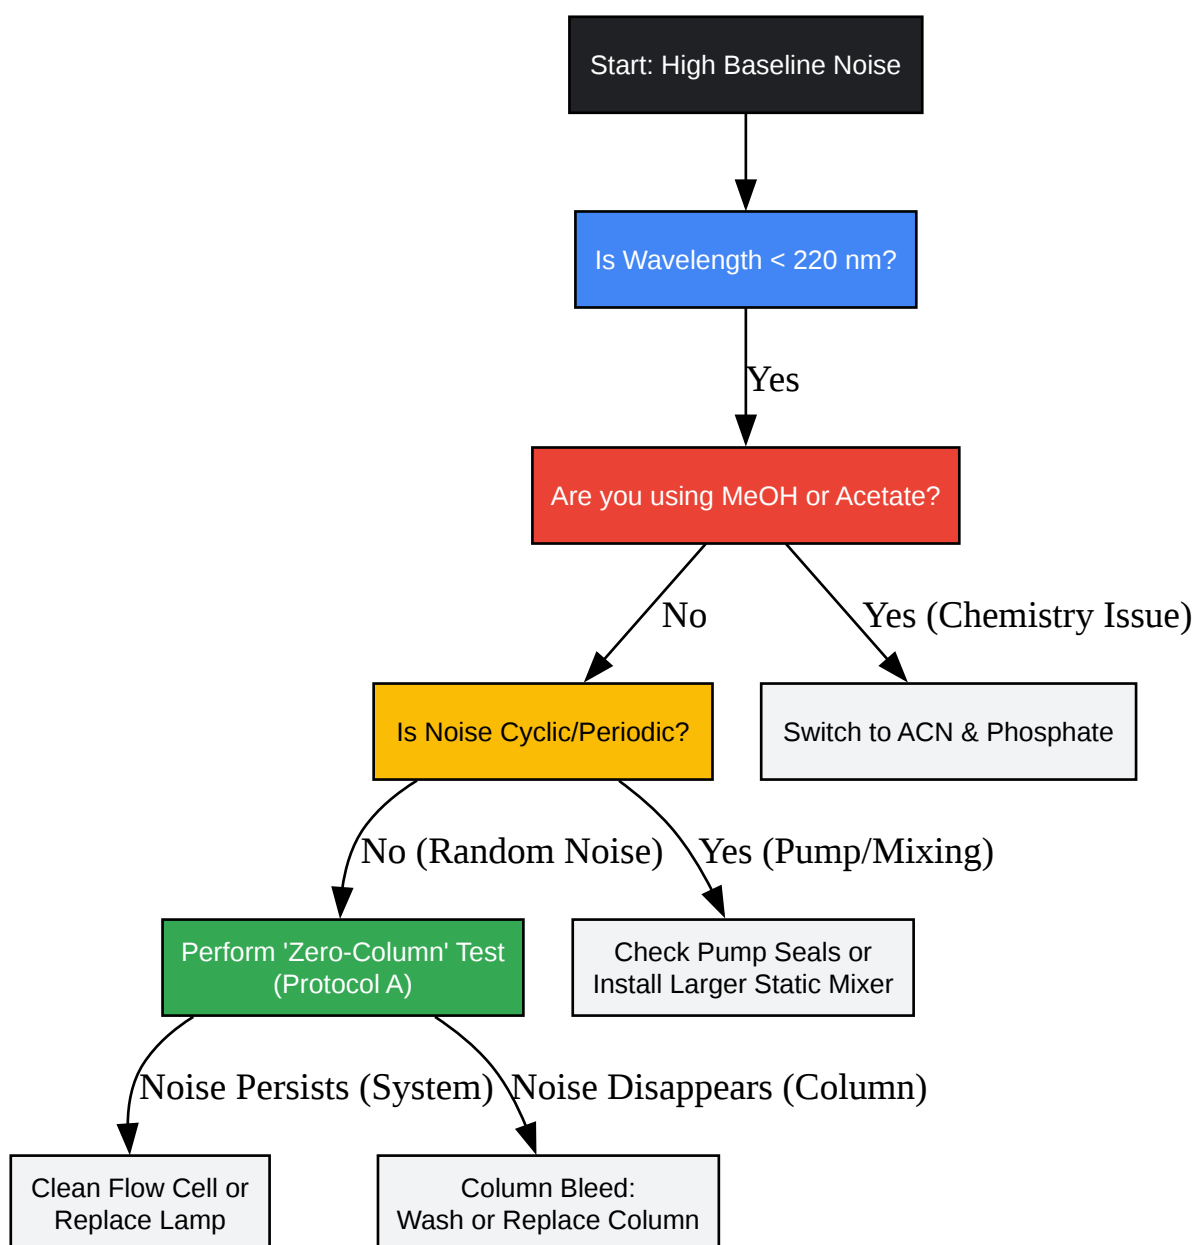 Start: High Baseline Noise
Is Wavelength < 220 nm?
Yes
Are you using MeOH or Acetate?
No
Yes (Chemistry Issue)
Is Noise Cyclic/Periodic?
Switch to ACN & Phosphate
No (Random Noise)
Yes (Pump/Mixing)
Perform 'Zero-Column' Test
(Protocol A)
Check Pump Seals or
Install Larger Static Mixer
Noise Persists (System)
Noise Disappears (Column)
Clean Flow Cell or
Replace Lamp
Column Bleed:
Wash or Replace Column